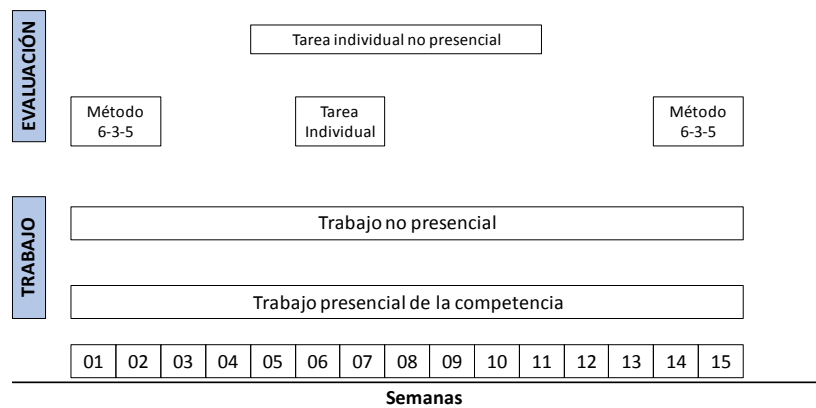 EVALUACIÓN
Tarea individual no presencial
Método
6-3-5
Tarea
Individual
Método
6-3-5
TRABAJO
Trabajo no presencial
Trabajo presencial de la competencia
01 02 03 04 05 06 07 08 09 10 11 12 13 14 15
Semanas